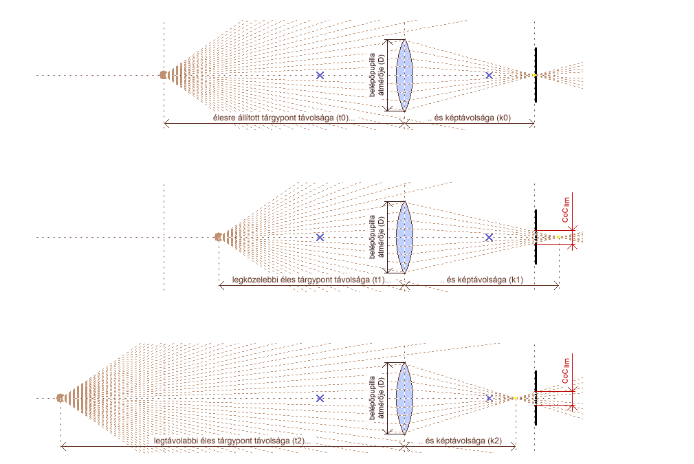 belépőpupilla
átmérője (D)
élesre állított tárgypont távolsága (t0)...
.. és képtávolsága (k0)
belépőpupilla
átmérője (D)
CoC lim
legközelebbi éles tárgypont távolsága (t1)...
.. és képtávolsága (k1)
belépőpupilla
átmérője (D)
CoC lim
legtávolabbi éles tárgypont távolsága (t2)...
.. és képtávolsága (k2)